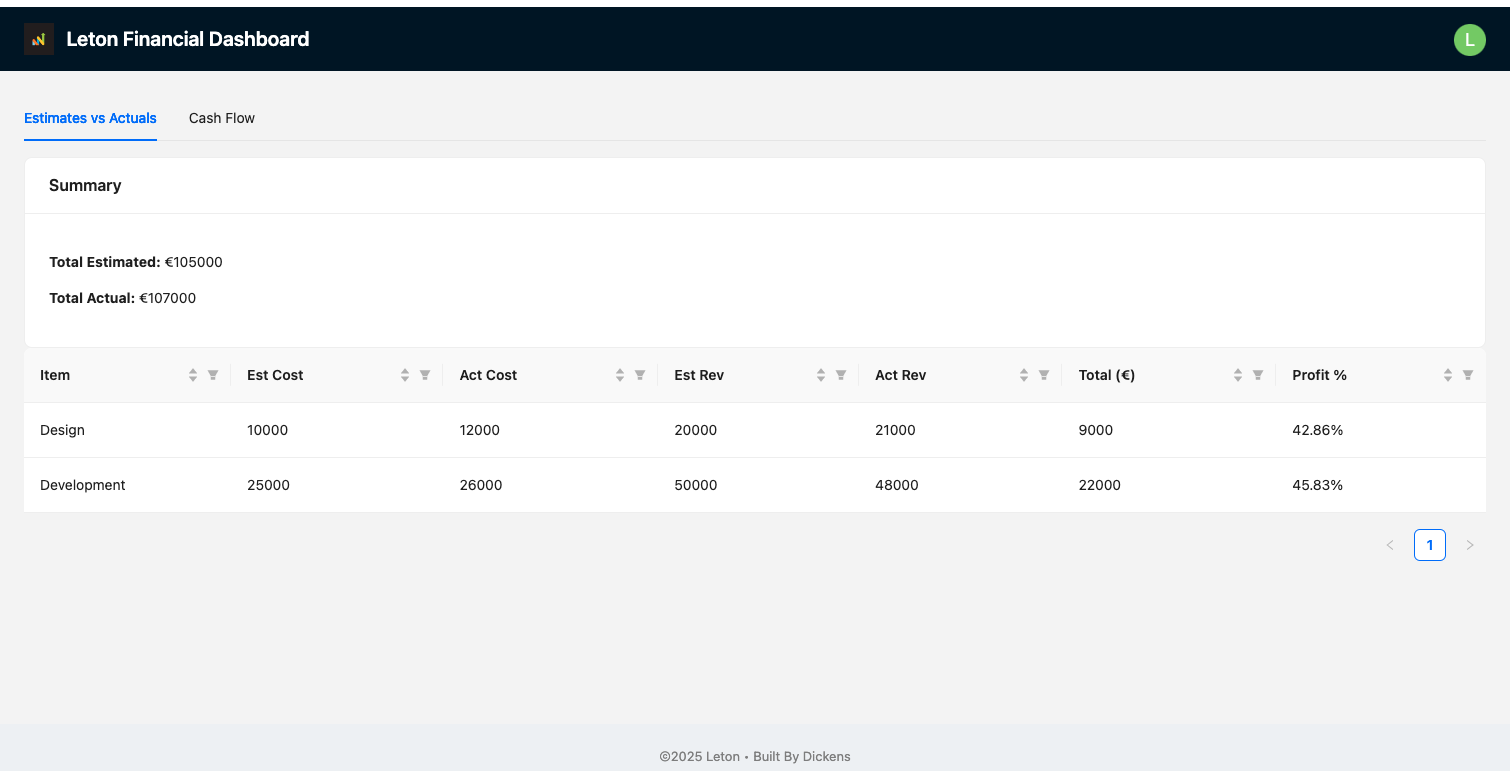 Leton Financial Dashboard
L
Estimates vs Actuals Cash Flow
Summary
Total Estimated: €105000
Total Actual: €107000
Item Est Cost Act Cost Est Rev Act Rev Total (€) Profit %
Design 10000 12000 20000 21000 9000 42.86%
Development 25000 26000 50000 48000 22000 45.83%
< 1 >
©2025 Leton • Built By Dickens